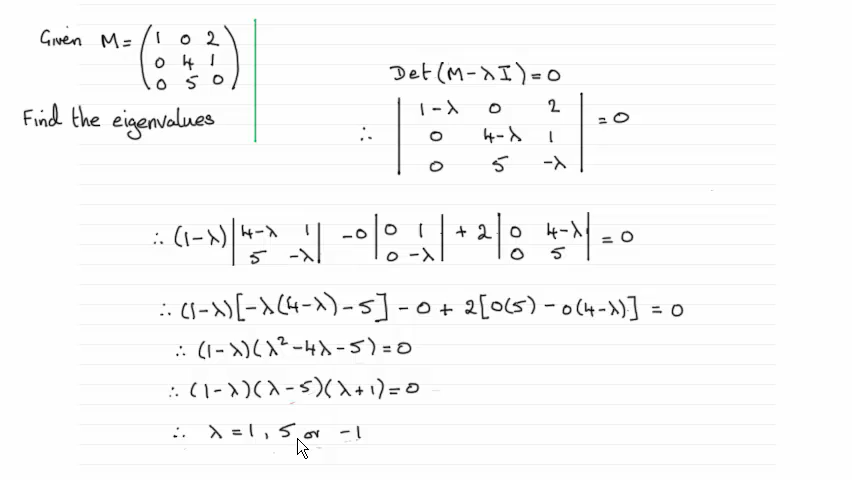 Given M = ( 1 0 2
0 4 1
0 5 0 )
Find the eigenvalues
Det(M-λI) = 0
∴ | 1-λ 0 2
0 4-λ 1
0 5 -λ | = 0
∴ (1-λ) | 4-λ 1 | -0 | 0 1 | + 2 | 0 4-λ | = 0
| 5 -λ | | 0 -λ | | 0 5 |
∴ (1-λ)[-λ(4-λ)-5] - 0 + 2[0(5) - 0(4-λ)] = 0
∴ (1-λ)(λ²-4λ-5) = 0
∴ (1-λ)(λ-5)(λ+1) = 0
∴ λ = 1, 5 or -1